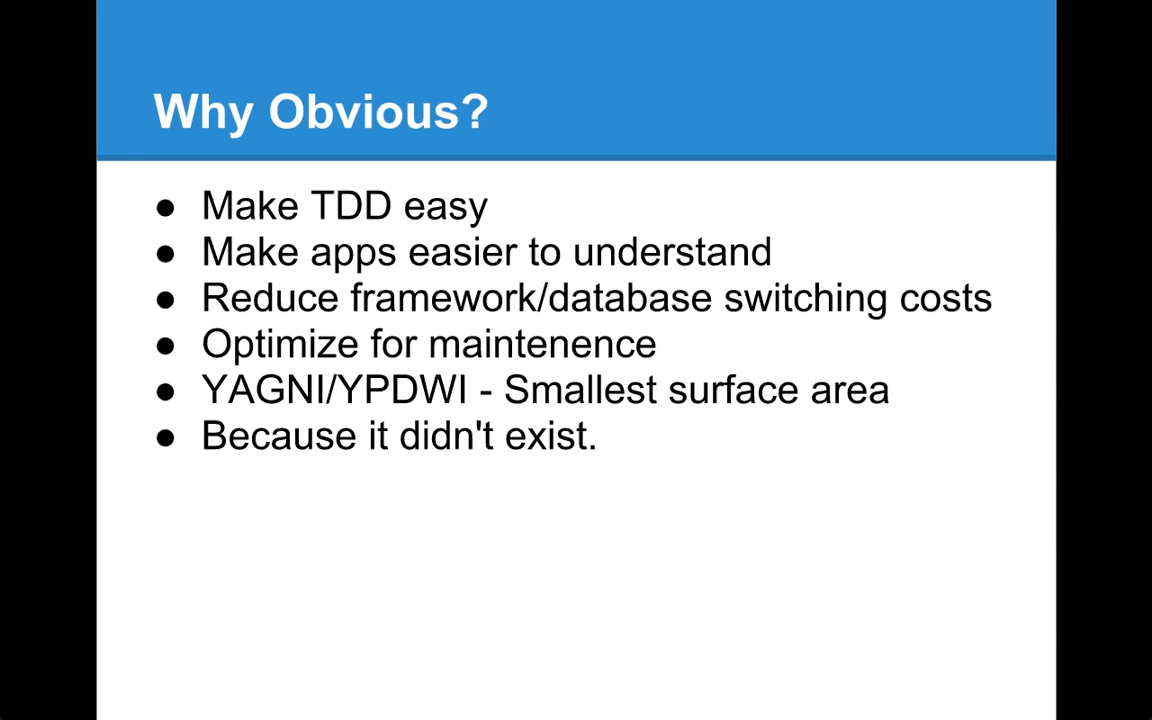 Why Obvious?
● Make TDD easy
● Make apps easier to understand
● Reduce framework/database switching costs
● Optimize for maintenence
● YAGNI/YPDWI - Smallest surface area
● Because it didn't exist.